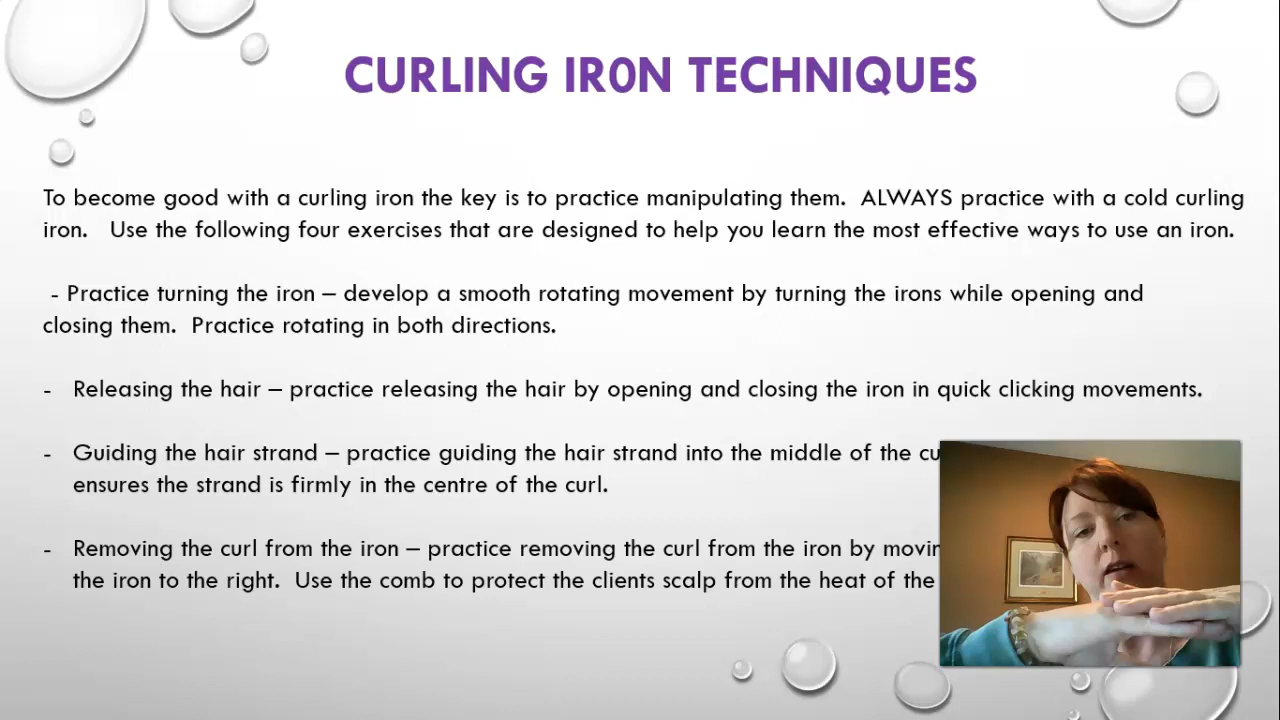 CURLING IR0N TECHNIQUES
To become good with a curling iron the key is to practice manipulating them. ALWAYS practice with a cold curling
iron. Use the following four exercises that are designed to help you learn the most effective ways to use an iron.
- Practice turning the iron – develop a smooth rotating movement by turning the irons while opening and
closing them. Practice rotating in both directions.
- Releasing the hair – practice releasing the hair by opening and closing the iron in quick clicking movements.
- Guiding the hair strand – practice guiding the hair strand into the middle of the
ensures the strand is firmly in the centre of the curl.
- Removing the curl from the iron – practice removing the curl from the iron by
the iron to the right. Use the comb to protect the clients scalp from the heat of the